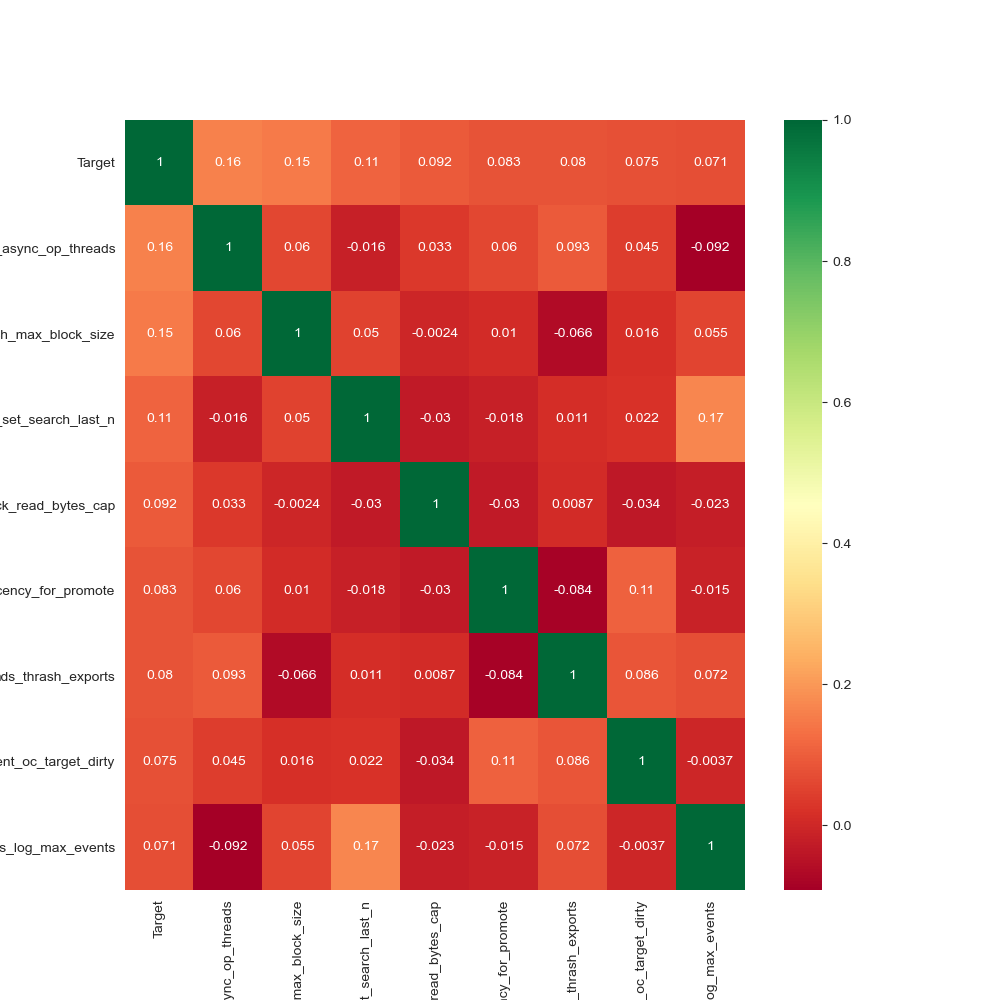 Target 1 0.16 0.15 0.11 0.092 0.083 0.08 0.075 0.071
_async_op_threads 0.16 1 0.06 -0.016 0.033 0.06 0.093 0.045 -0.092
h_max_block_size 0.15 0.06 1 0.05 -0.0024 0.01 -0.066 0.016 0.055
_set_search_last_n 0.11 -0.016 0.05 1 -0.03 -0.018 0.011 0.022 0.17
ck_read_bytes_cap 0.092 0.033 -0.0024 -0.03 1 -0.03 0.0087 -0.034 -0.023
cency_for_promote 0.083 0.06 0.01 -0.018 -0.03 1 -0.084 0.11 -0.015
ds_thrash_exports 0.08 0.093 -0.066 0.011 0.0087 -0.084 1 0.086 0.072
ent_oc_target_dirty 0.075 0.045 0.016 0.022 -0.034 0.11 0.086 1 -0.0037
s_log_max_events 0.071 -0.092 0.055 0.17 -0.023 -0.015 0.072 -0.0037 1
Target
ync_op_threads
max_block_size
t_search_last_n
read_bytes_cap
cy_for_promote
_thrash_exports
_oc_target_dirty
og_max_events
1.0
0.8
0.6
0.4
0.2
0.0